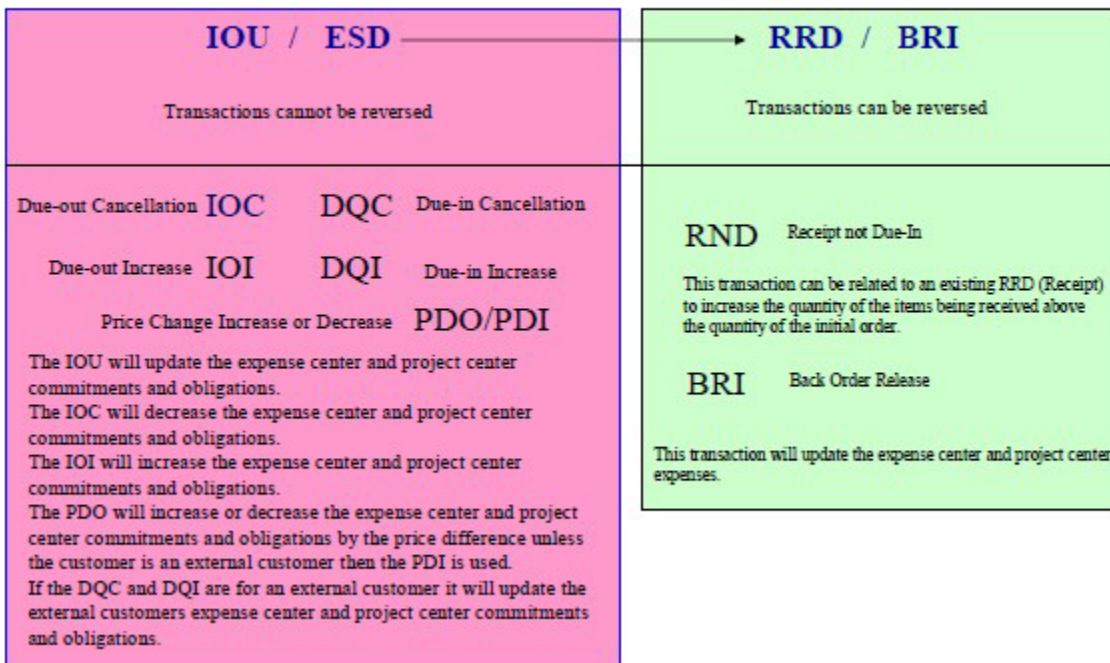 IOU / ESD
Transactions cannot be reversed
Due-out Cancellation IOC DQC Due-in Cancellation
Due-out Increase IOI DQI Due-in Increase
Price Change Increase or Decrease PDO/PDI
The IOU will update the expense center and project center
commitments and obligations.
The IOC will decrease the expense center and project center
commitments and obligations.
The IOI will increase the expense center and project center
commitments and obligations.
The PDO will increase or decrease the expense center and project
center commitments and obligations by the price difference unless
the customer is an external customer then the PDI is used.
If the DQC and DQI are for an external customer it will update the
external customers expense center and project center commitments
and obligations.
RRD / BRI
Transactions can be reversed
RND Receipt not Due-In
This transaction can be related to an existing RRD (Receipt)
to increase the quantity of the items being received above
the quantity of the initial order.
BRI Back Order Release
This transaction will update the expense center and project center
expenses.